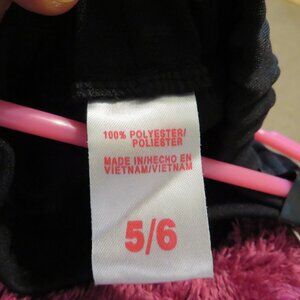 100% POLYESTER/
POLIESTER
MADE IN/HECHO EN
VIETNAM/VIETNAM
5/6